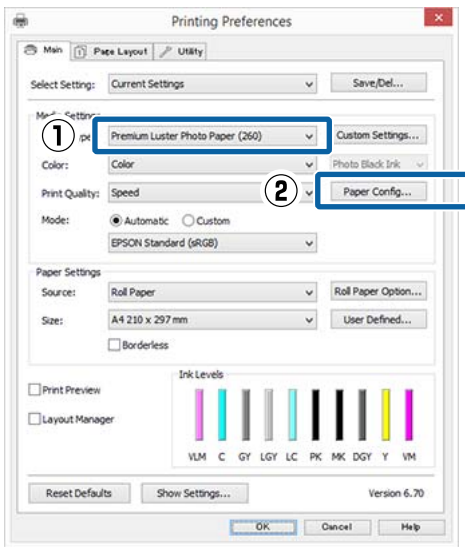 Printing Preferences
Main Page Layout Utility
Select Setting: Current Settings Save/Del...
Media Settings
① Premium Luster Photo Paper (260) Custom Settings...
Color: Color Photo Black Ink
Print Quality: Speed ② Paper Config...
Mode: Automatic Custom
EPSON Standard (sRGB)
Paper Settings
Source: Roll Paper Roll Paper Option...
Size: A4 210 x 297 mm User Defined...
Borderless
Ink Levels
Print Preview
Layout Manager
VLM C GY LGY LC PK MK DGY Y VM
Reset Defaults Show Settings... Version 6.70
OK Cancel Help